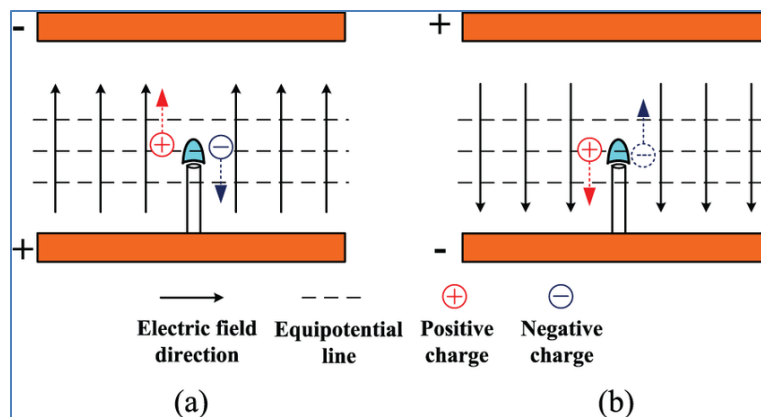 -
+
+
-
Electric field direction
Equipotential line
Positive charge
Negative charge
(a)
(b)